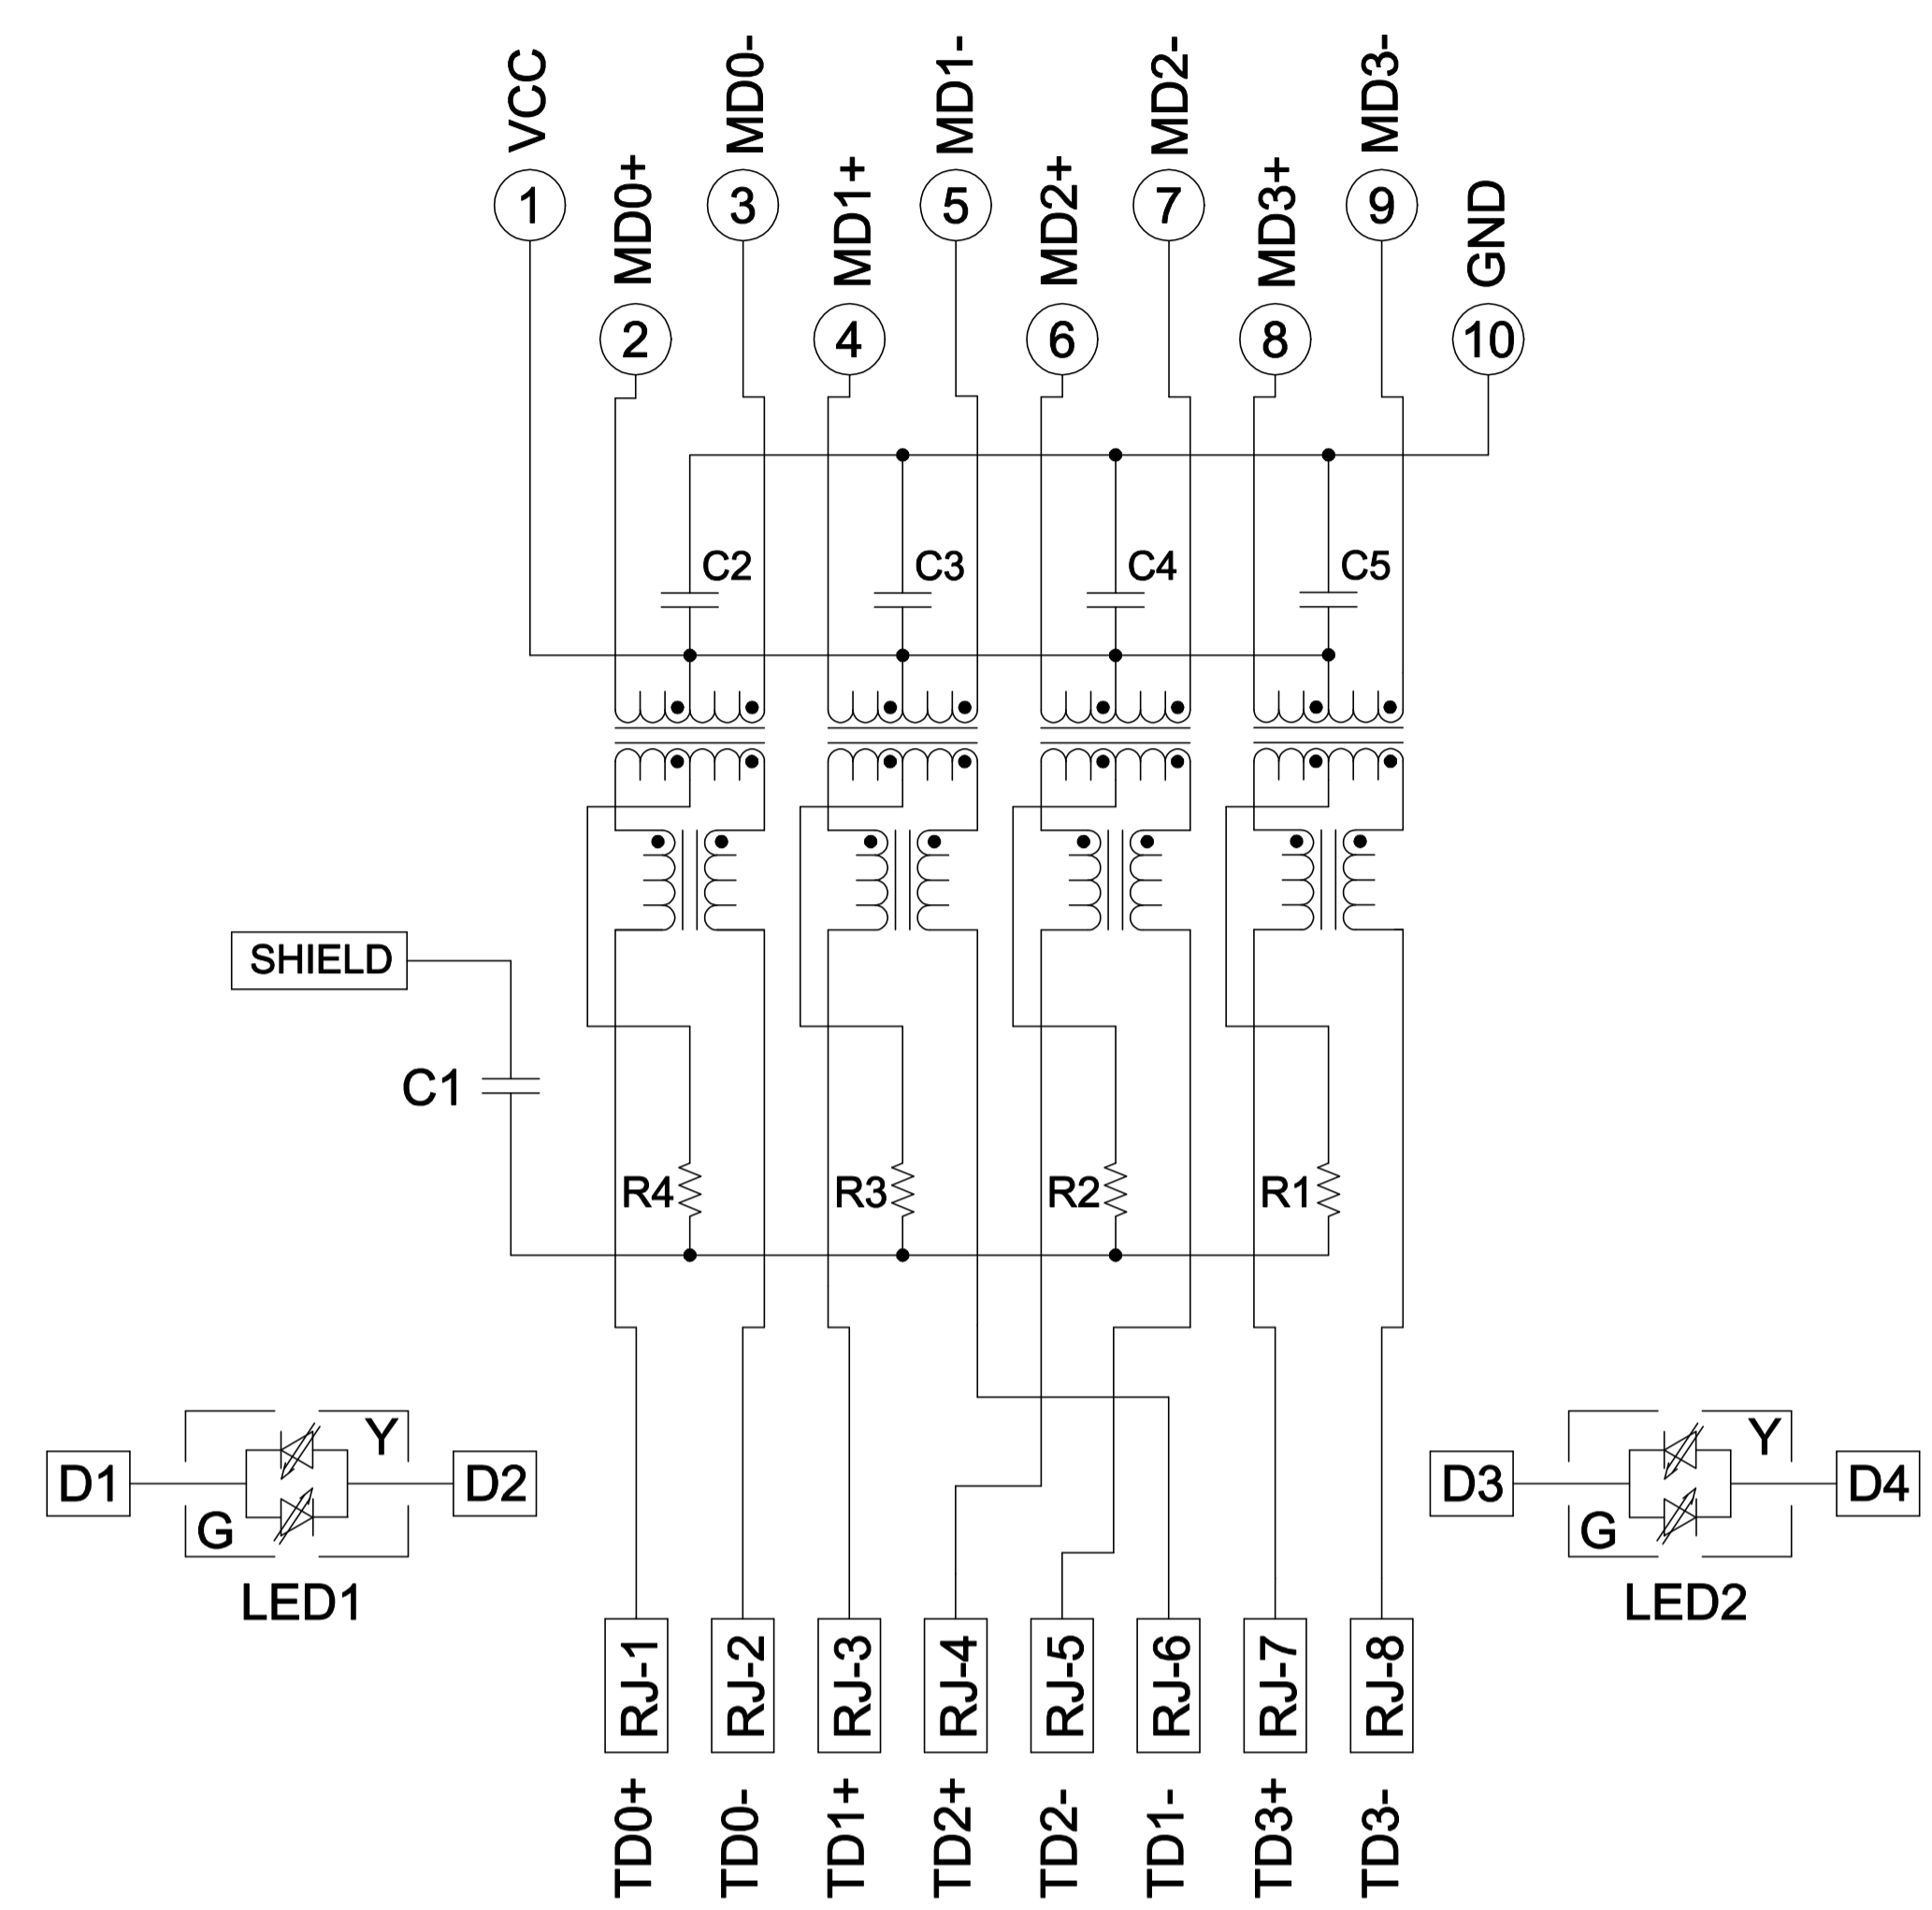 VCC
MD0+
MD0-
MD1+
MD1-
MD2+
MD2-
MD3+
MD3-
GND
1
2
3
4
5
6
7
8
9
10
C2
C3
C4
C5
SHIELD
C1
R4
R3
R2
R1
D1
Y
G
D2
LED1
D3
Y
G
D4
LED2
RJ-1
RJ-2
RJ-3
RJ-4
RJ-5
RJ-6
RJ-7
RJ-8
TD0+
TD0-
TD1+
TD2+
TD2-
TD1-
TD3+
TD3-